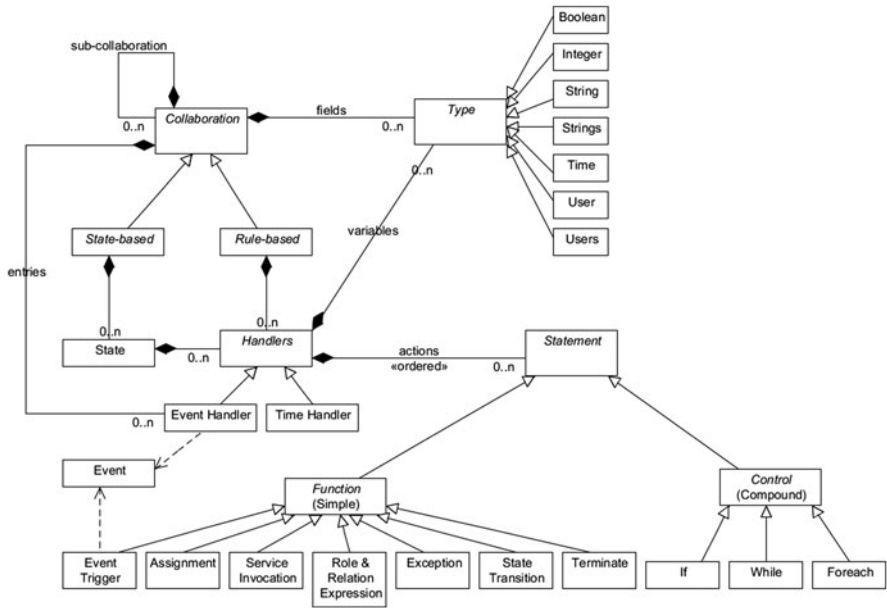 Boolean
sub-collaboration
Integer
fields
Type
String
Collaboration
0..n
0..n
Strings
0..n
Time
User
State-based
Rule-based
variables
Users
entries
0..n
0..n
Handlers
Statement
State
0..n
actions
«ordered»
0..n
0..n
Event Handler
Time Handler
Event
Function
(Simple)
Control
(Compound)
Event
Trigger
Assignment
Service
Invocation
Role &
Relation
Expression
Exception
State
Transition
Terminate
If
While
Foreach